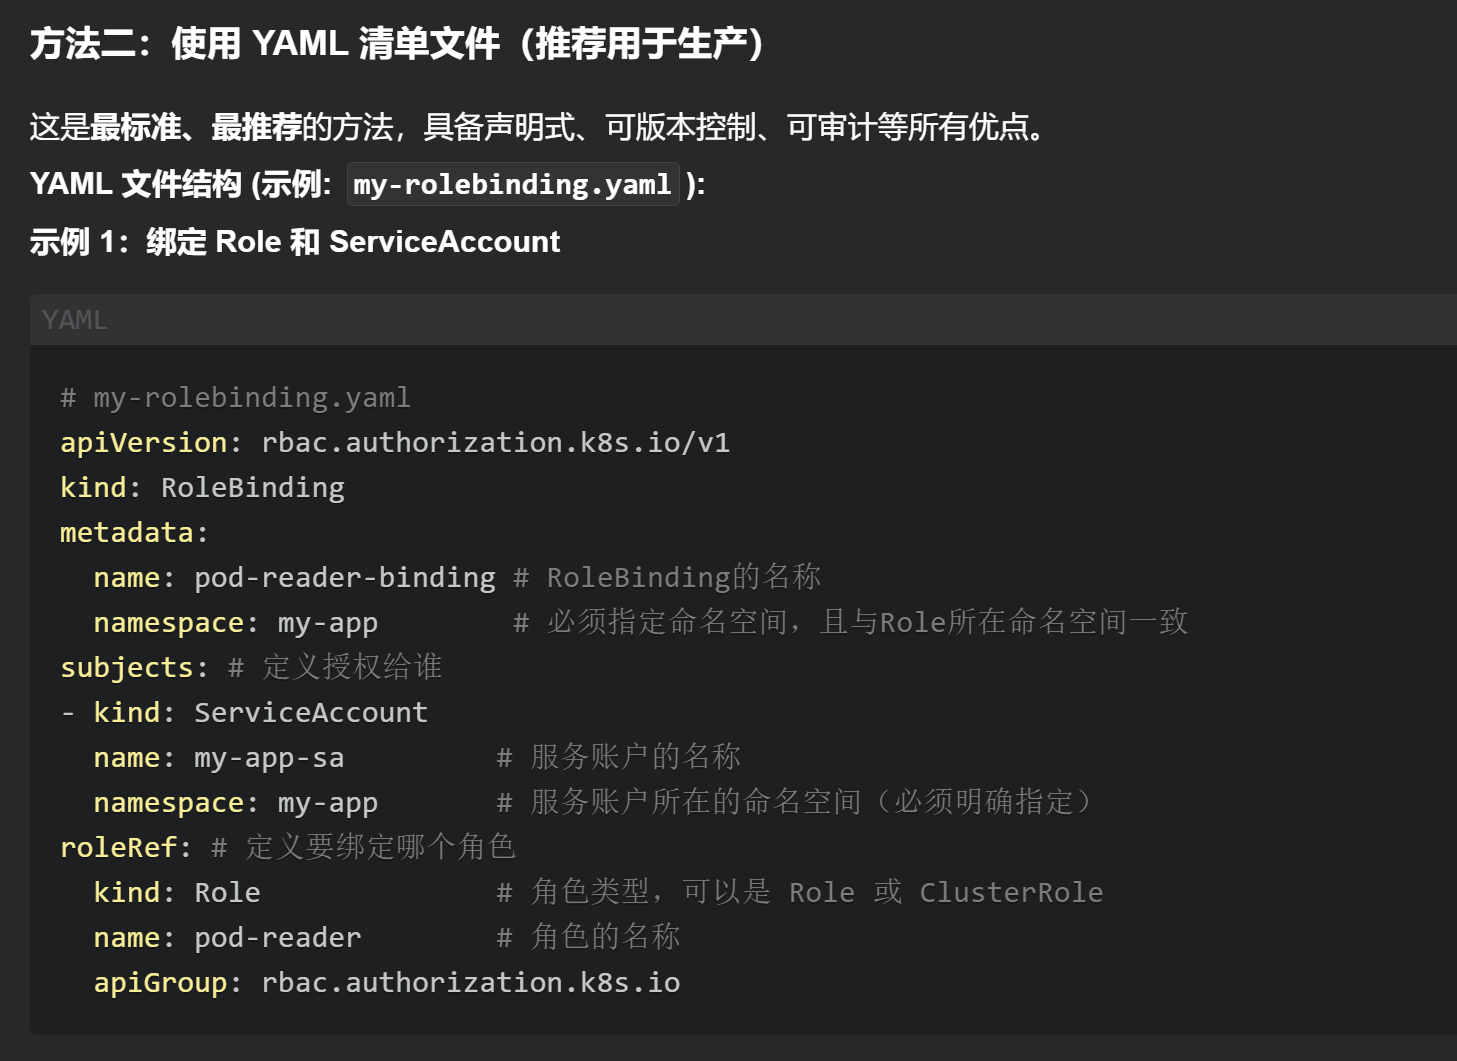 方法二：使用 YAML 清单文件（推荐用于生产）
这是最标准、最推荐的方法，具备声明式、可版本控制、可审计等所有优点。
YAML 文件结构 (示例: my-rolebinding.yaml ):
示例 1：绑定 Role 和 ServiceAccount
YAML
# my-rolebinding.yaml
apiVersion: rbac.authorization.k8s.io/v1
kind: RoleBinding
metadata:
  name: pod-reader-binding # RoleBinding的名称
  namespace: my-app        # 必须指定命名空间，且与Role所在命名空间一致
subjects: # 定义授权给谁
- kind: ServiceAccount
  name: my-app-sa         # 服务账户的名称
  namespace: my-app       # 服务账户所在的命名空间（必须明确指定）
roleRef: # 定义要绑定哪个角色
  kind: Role              # 角色类型，可以是 Role 或 ClusterRole
  name: pod-reader        # 角色的名称
  apiGroup: rbac.authorization.k8s.io